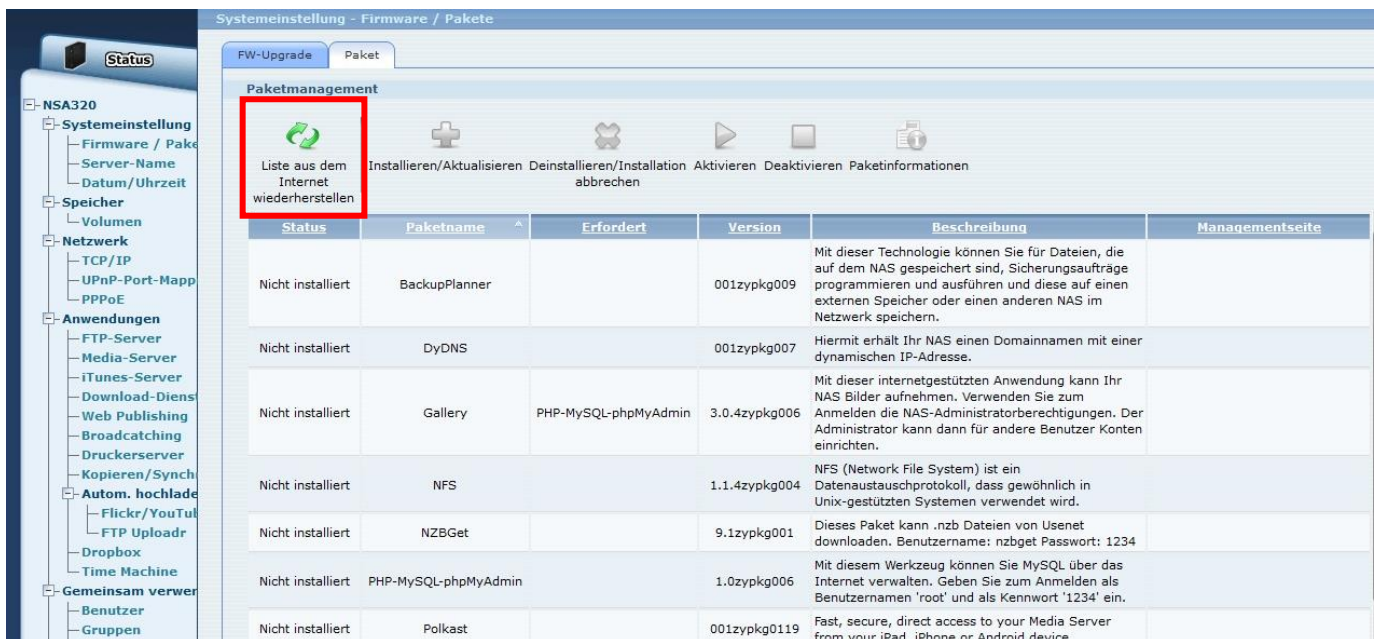 Systemeinstellung - Firmware / Pakete
Status
FW-Upgrade
Paket
Paketmanagement
Liste aus dem
Internet
wiederherstellen
Installieren/Aktualisieren
Deinstallieren/Installation
abbrechen
Aktivieren
Deaktivieren
Paketinformationen
NSA320
Systemeinstellung
Firmware / Pake
Server-Name
Datum/Uhrzeit
Speicher
Volumen
Netzwerk
TCP/IP
UPnP-Port-Mapp
PPPoE
Anwendungen
FTP-Server
Media-Server
iTunes-Server
Download-Diens
Web Publishing
Broadcatching
Druckerserver
Kopieren/Synch
Autom. hochlade
Flickr/YouTu
FTP Uploadr
Dropbox
Time Machine
Gemeinsam verwer
Benutzer
Gruppen
Status Paketname Erfordert Version Beschreibung Managementseite
Nicht installiert BackupPlanner 001zypkg009
Mit dieser Technologie können Sie für Dateien, die
auf dem NAS gespeichert sind, Sicherungsaufträge
programmieren und ausführen und diese auf einen
externen Speicher oder einen anderen NAS im
Netzwerk speichern.
Nicht installiert DyDNS 001zypkg007
Hiermit erhält Ihr NAS einen Domainnamen mit einer
dynamischen IP-Adresse.
Nicht installiert Gallery PHP-MySQL-phpMyAdmin 3.0.4zypkg006
Mit dieser internetgestützten Anwendung kann Ihr
NAS Bilder aufnehmen. Verwenden Sie zum
Anmelden die NAS-Administratorberechtigungen. Der
Administrator kann dann für andere Benutzer Konten
einrichten.
Nicht installiert NFS 1.1.4zypkg004
NFS (Network File System) ist ein
Datenaustauschprotokoll, dass gewöhnlich in
Unix-gestützten Systemen verwendet wird.
Nicht installiert NZBGet 9.1zypkg001
Dieses Paket kann .nzb Dateien von Usenet
downloaden. Benutzername: nzbget Passwort: 1234
Nicht installiert PHP-MySQL-phpMyAdmin 1.0zypkg006
Mit diesem Werkzeug können Sie MySQL über das
Internet verwalten. Geben Sie zum Anmelden als
Benutzernamen 'root' und als Kennwort '1234' ein.
Nicht installiert Polkast 001zypkg0119
Fast, secure, direct access to your Media Server
from your iPad, iPhone or Android device